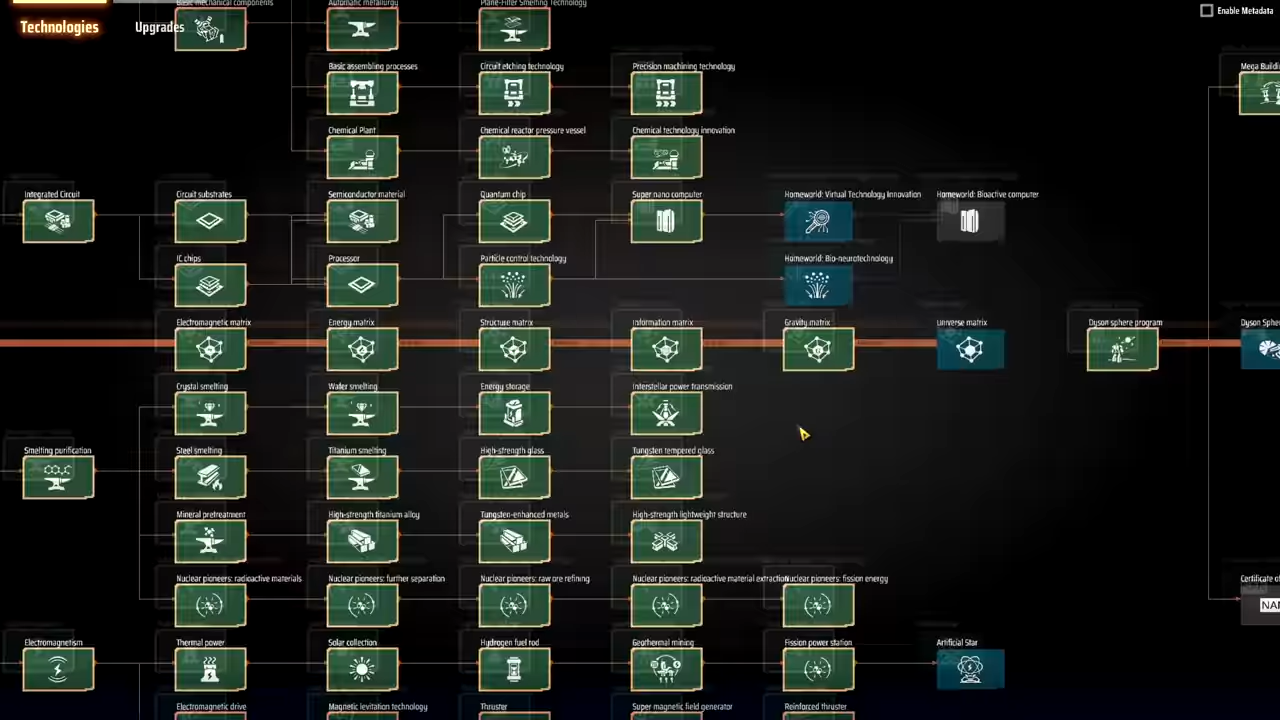 Basic mechanical components
Automatic metallurgy
Plane-Filter Smelting Technology
Technologies
Upgrades
Enable Metadata
Basic assembling processes
Circuit etching technology
Precision machining technology
Mega Buildin
Chemical Plant
Chemical reactor pressure vessel
Chemical technology innovation
Integrated Circuit
Circuit substrates
Semiconductor material
Quantum chip
Super nano computer
Homeworld: Virtual Technology Innovation
Homeworld: Bioactive computer
IC chips
Processor
Particle control technology
Homeworld: Bio-neurotechnology
Electromagnetic matrix
Energy matrix
Structure matrix
Information matrix
Gravity matrix
Universe matrix
Dyson sphere program
Dyson Sphere
Crystal smelting
Wafer smelting
Energy storage
Interstellar power transmission
Smelting purification
Steel smelting
Titanium smelting
High-strength glass
Tungsten tempered glass
Mineral pretreatment
High-strength titanium alloy
Tungsten-enhanced metals
High-strength lightweight structure
Nuclear pioneers: radioactive materials
Nuclear pioneers: further separation
Nuclear pioneers: raw ore refining
Nuclear pioneers: radioactive material extraction
Nuclear pioneers: fission energy
Certificate of
NAI
Electromagnetism
Thermal power
Solar collection
Hydrogen fuel rod
Geothermal mining
Fission power station
Artificial Star
Electromagnetic drive
Magnetic levitation technology
Thruster
Super magnetic field generator
Reinforced thruster